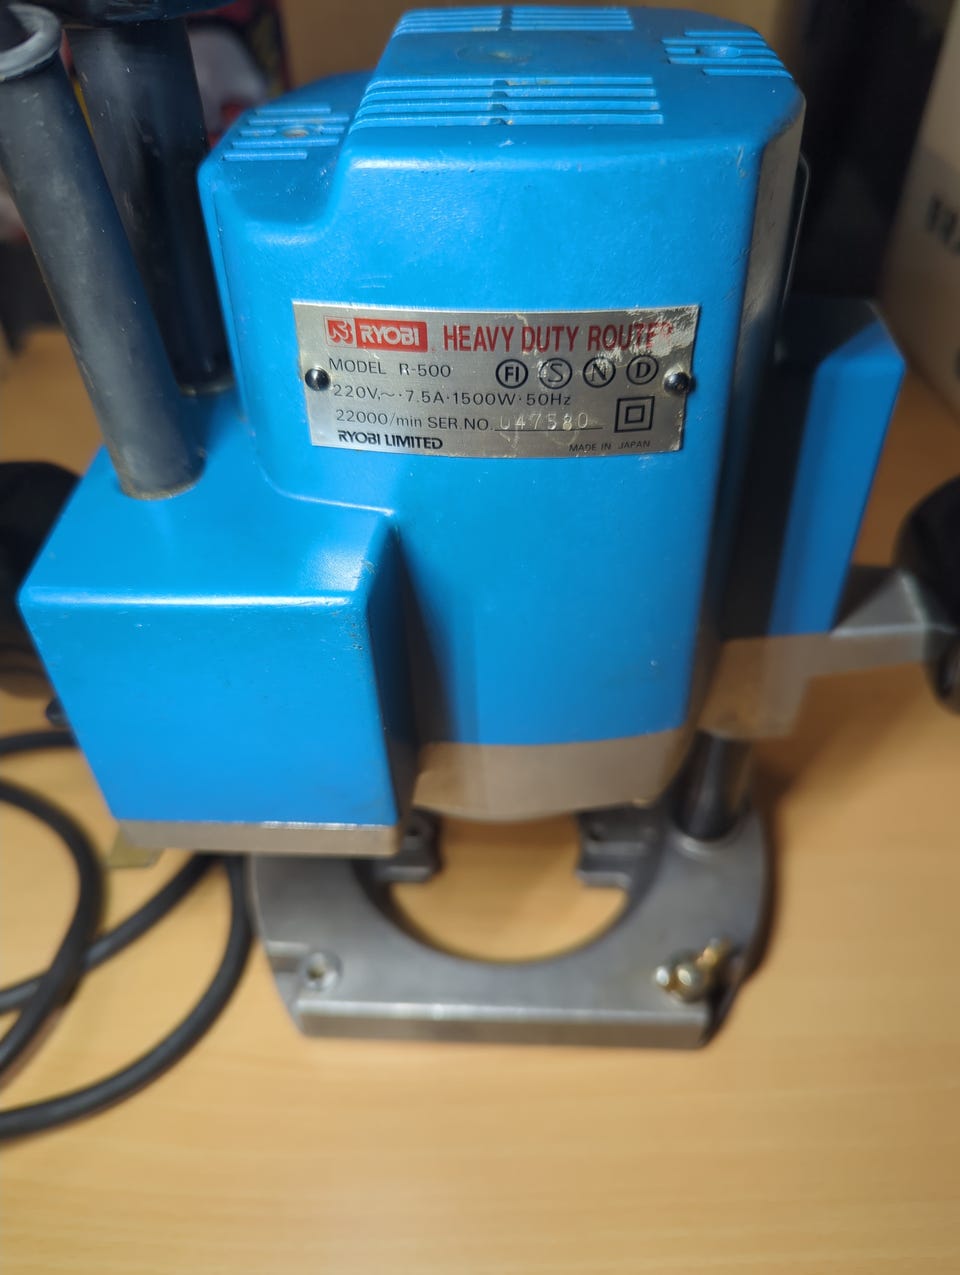 RYOBI HEAVY DUTY ROUTER
MODEL R-500 FI S N D
220V.~·7.5A·1500W·50Hz
22000/min SER.NO. 047580
RYOBI LIMITED MADE IN JAPAN